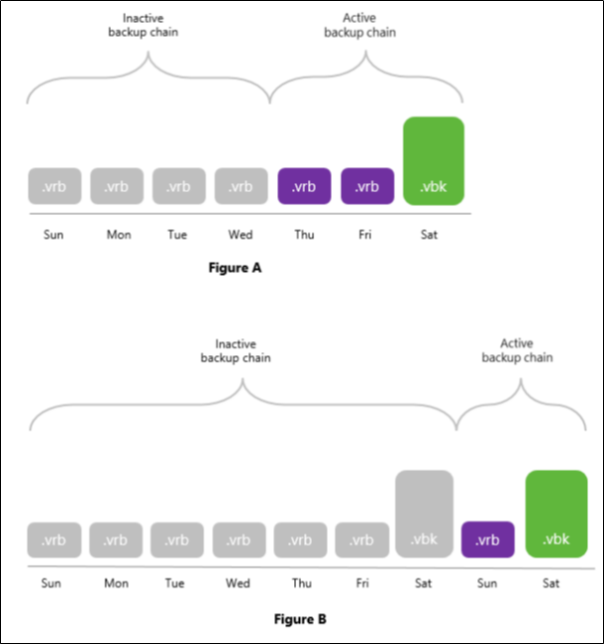 Inactive
backup chain
Active
backup chain
.vrb .vrb .vrb .vrb .vrb .vrb .vbk
Sun Mon Tue Wed Thu Fri Sat
Figure A
Inactive
backup chain
Active
backup chain
.vrb .vrb .vrb .vrb .vrb .vrb .vbk .vrb .vbk
Sun Mon Tue Wed Thu Fri Sat Sun Sat
Figure B